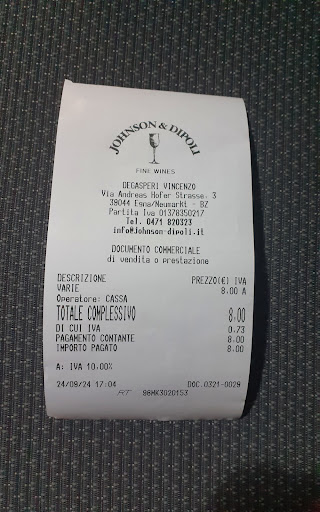 JOHNSON & DIPOLI
FINE WINES
DEGASPERI VINCENZO
Via Andreas Hofer Strasse, 3
39044 Egna/Neumarkt - BZ
Partita Iva 01378350217
Tel. 0471 820323
info@johnson-dipoli.it
DOCUMENTO COMMERCIALE
di vendita o prestazione
DESCRIZIONE PREZZO(€) IVA
VARIE 8.00 A
Operatore: CASSA
TOTALE COMPLESSIVO 8.00
DI CUI IVA 0.73
PAGAMENTO CONTANTE 8.00
IMPORTO PAGATO 8.00
A: IVA 10.00%
24/09/24 17:04 DOC.0321-0029
RT 98MK3020153